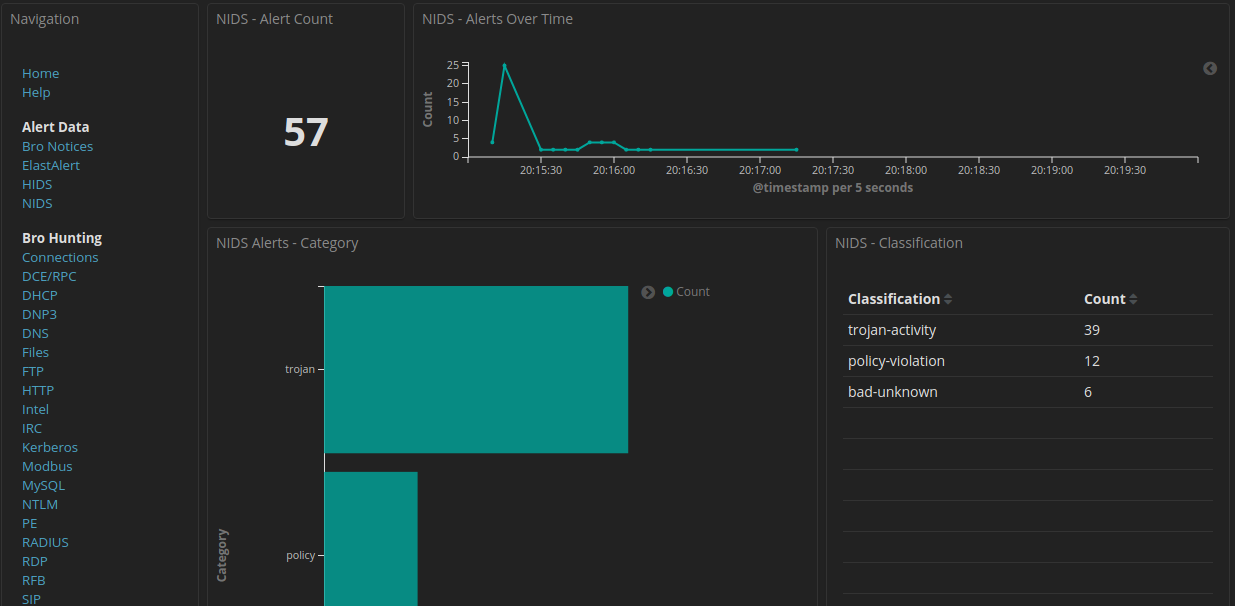 Navigation
Home
Help
Alert Data
Bro Notices
ElastAlert
HIDS
NIDS
Bro Hunting
Connections
DCE/RPC
DHCP
DNP3
DNS
Files
FTP
HTTP
Intel
IRC
Kerberos
Modbus
MySQL
NTLM
PE
RADIUS
RDP
RFB
SIP
NIDS - Alert Count
57
NIDS - Alerts Over Time
Count
25
20
15
10
5
0
20:15:30 20:16:00 20:16:30 20:17:00 20:17:30 20:18:00 20:18:30 20:19:00 20:19:30
@timestamp per 5 seconds
NIDS Alerts - Category
Count
trojan
policy
Category
NIDS - Classification
Classification Count
trojan-activity 39
policy-violation 12
bad-unknown 6